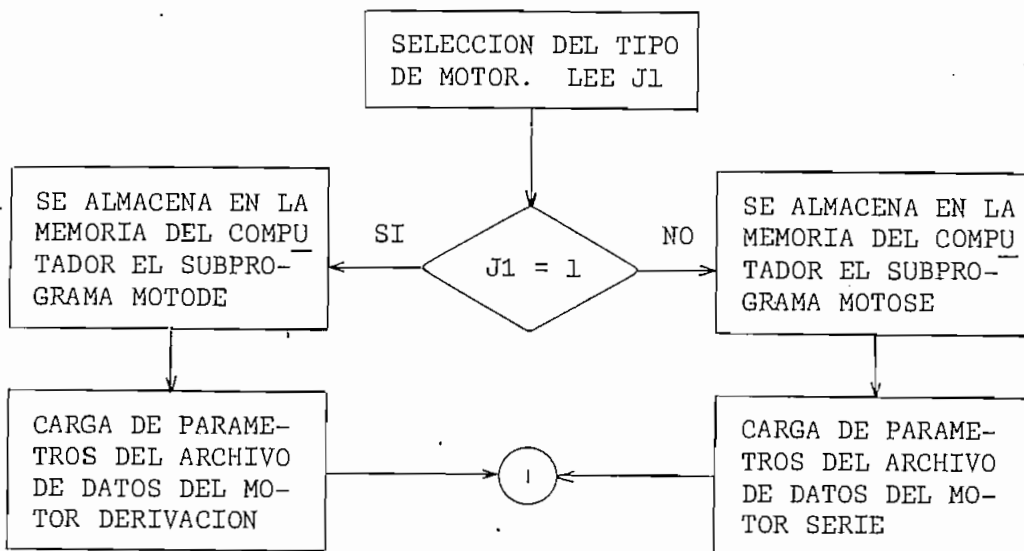 SELECCION DEL TIPO
DE MOTOR. LEE J1
SE ALMACENA EN LA
MEMORIA DEL COMPU
TADOR EL SUBPRO-
GRAMA MOTODE
SI
J1 = 1
NO
SE ALMACENA EN LA
MEMORIA DEL COMPU
TADOR EL SUBPRO-
GRAMA MOTOSE
CARGA DE PARAME-
TROS DEL ARCHIVO
DE DATOS DEL MO-
TOR DERIVACION
1
CARGA DE PARAME-
TROS DEL ARCHIVO
DE DATOS DEL MO-
TOR SERIE